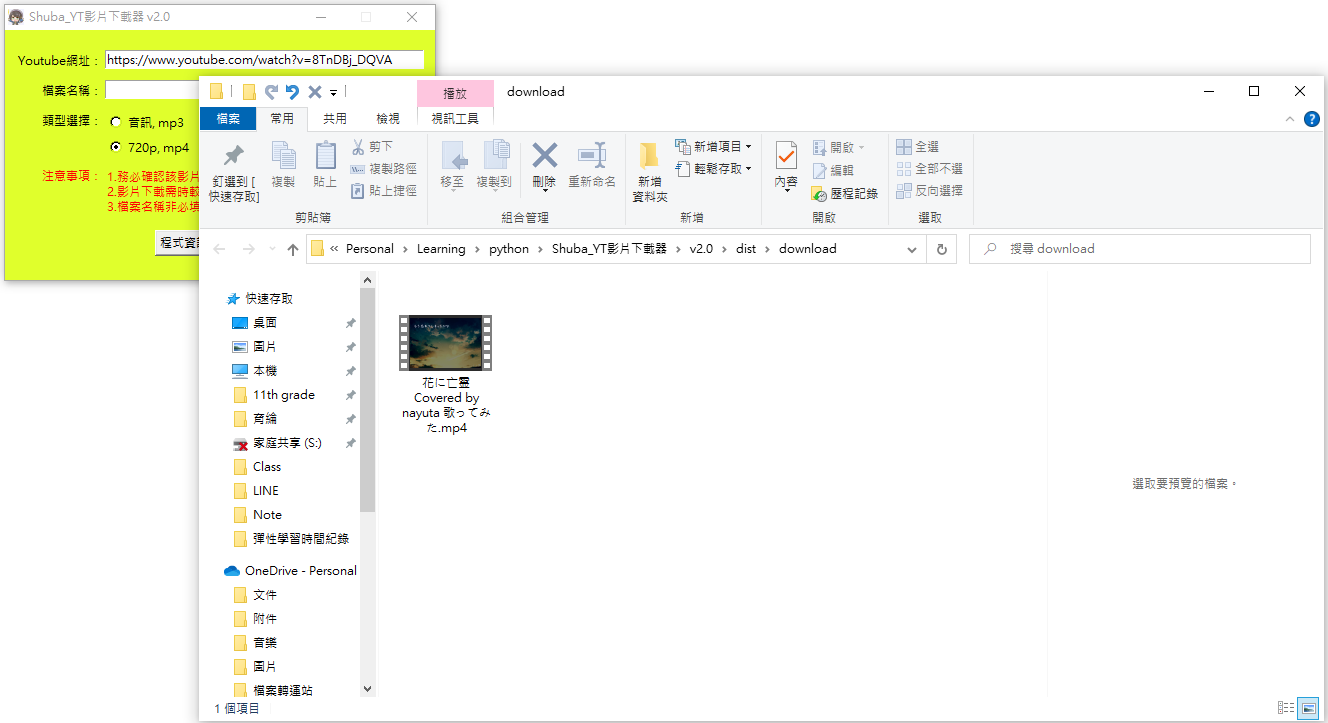 Shuba_YT影片下載器 v2.0
Youtube網址：
https://www.youtube.com/watch?v=8TnDBj_DQVA
檔案名稱：
類型選擇：
音訊, mp3
720p, mp4
注意事項：
1.務必確認該影片
2.影片下載需時較
3.檔案名稱非必填
程式資訊
播放
download
檔案
常用
共用
檢視
視訊工具
釘選到 [
快速存取]
複製
貼上
剪下
複製路徑
貼上捷徑
剪貼簿
移至
複製到
刪除
重新命名
組合管理
新增
資料夾
新增項目
輕鬆存取
新增
內容
開啟
編輯
歷程記錄
開啟
全選
全部不選
反向選擇
選取
« Personal › Learning › python › Shuba_YT影片下載器 › v2.0 › dist › download
搜尋 download
快速存取
桌面
圖片
本機
11th grade
育綸
家庭共享 (S:)
Class
LINE
Note
彈性學習時間紀錄
OneDrive - Personal
文件
附件
音樂
圖片
檔案轉運站
花に亡霊
Covered by
nayuta 歌ってみ
た.mp4
選取要預覽的檔案。
1 個項目